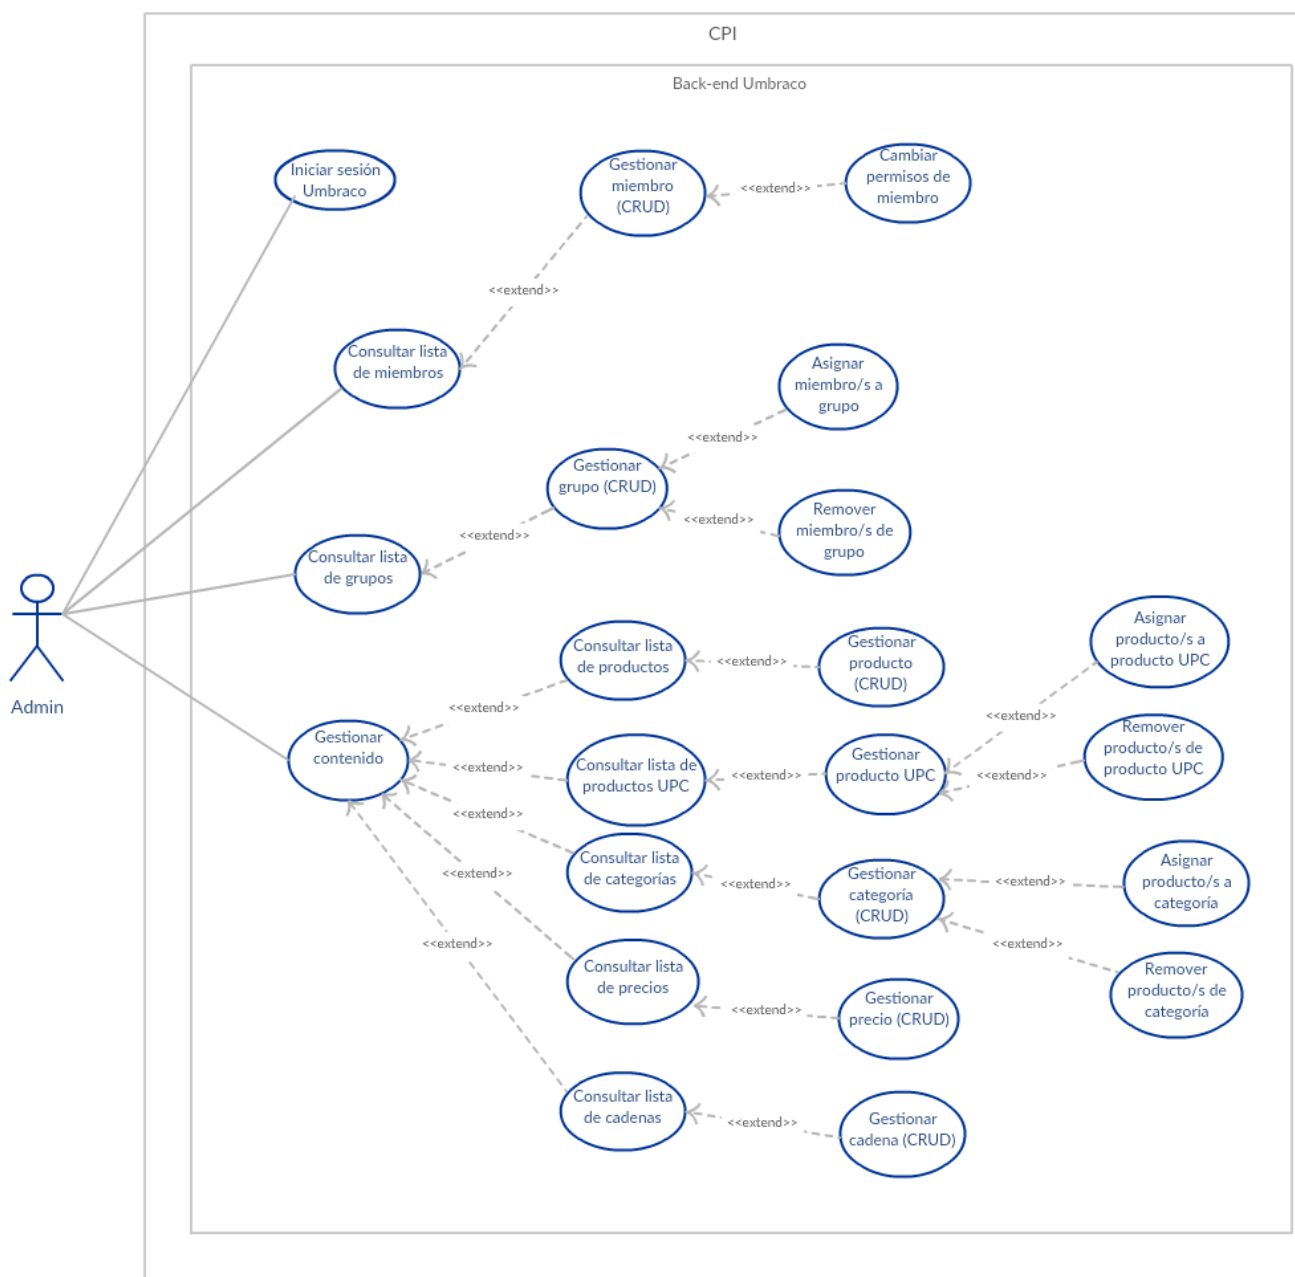 CPI
Back-end Umbraco
Iniciar sesión
Umbraco
Gestionar
miembro
(CRUD)
<<extend>>
Cambiar
permisos de
miembro
<<extend>>
Consultar lista
de miembros
Asignar
miembro/s a
grupo
<<extend>>
Gestionar
grupo (CRUD)
Remover
miembro/s de
grupo
<<extend>>
<<extend>>
Consultar lista
de grupos
Admin
Consultar lista
de productos
<<extend>>
Gestionar
producto
(CRUD)
Asignar
producto/s a
producto UPC
<<extend>>
<<extend>>
Gestionar
contenido
<<extend>>
Consultar lista de
productos UPC
<<extend>>
Gestionar
producto UPC
<<extend>>
Remover
producto/s de
producto UPC
<<extend>>
Consultar lista
de categorías
<<extend>>
Gestionar
categoría
(CRUD)
<<extend>>
Asignar
producto/s a
categoría
<<extend>>
<<extend>>
<<extend>>
Remover
producto/s de
categoría
Consultar lista
de precios
<<extend>>
Gestionar
precio (CRUD)
Consultar lista
de cadenas
<<extend>>
Gestionar
cadena (CRUD)